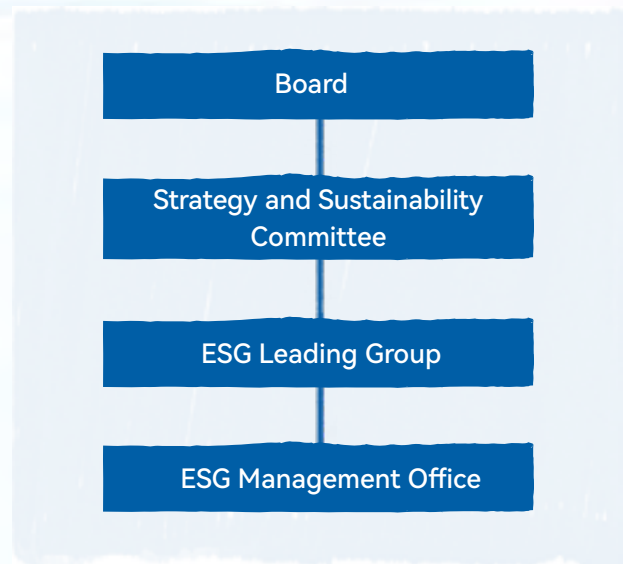 Board
Strategy and Sustainability
Committee
ESG Leading Group
ESG Management Office